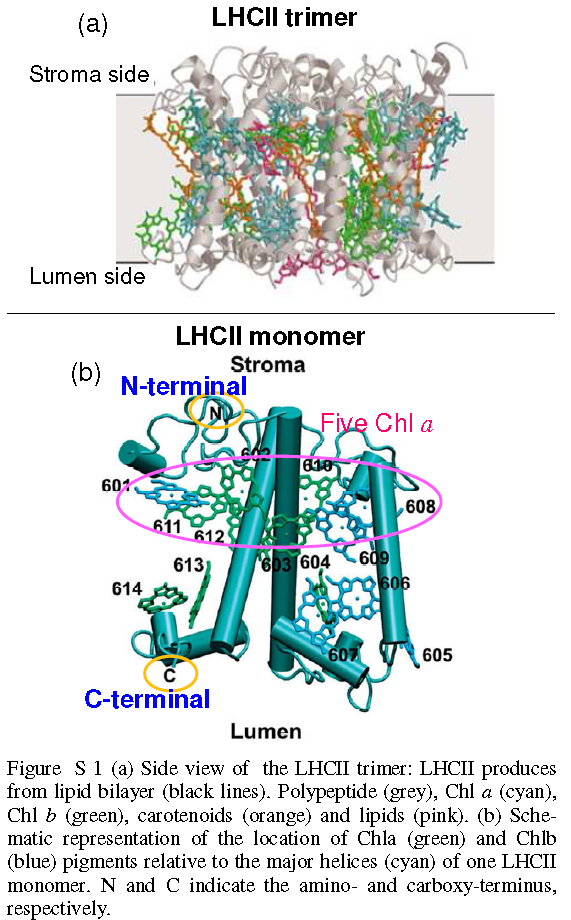 (a)
LHCII trimer
Stroma side
Lumen side
LHCII monomer
(b)
Stroma
N-terminal
N
Five Chl a
602
610
601
608
611
612
603
604
609
613
606
614
607
605
C
C-terminal
Lumen
Figure S 1 (a) Side view of the LHCII trimer: LHCII produces
from lipid bilayer (black lines). Polypeptide (grey), Chl a (cyan),
Chl b (green), carotenoids (orange) and lipids (pink). (b) Sche-
matic representation of the location of Chla (green) and Chlb
(blue) pigments relative to the major helices (cyan) of one LHCII
monomer. N and C indicate the amino- and carboxy-terminus,
respectively.